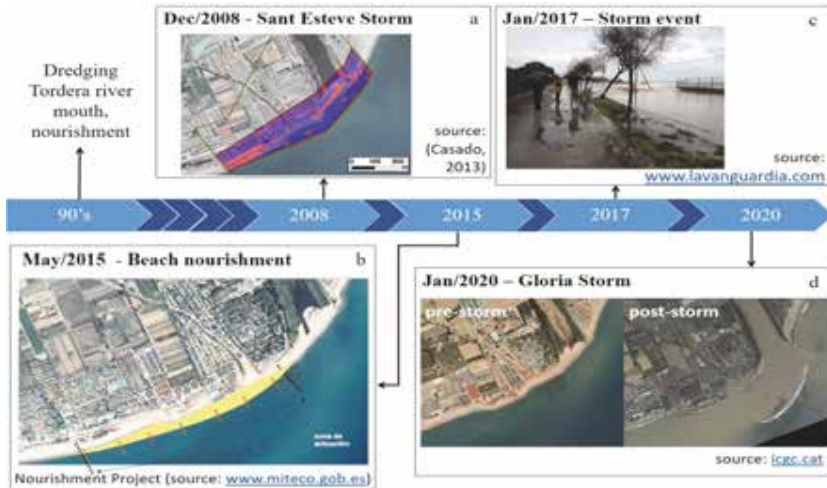 Dec/2008 - Sant Esteve Storm
a
source:
(Casado,
2013)
Jan/2017 – Storm event
c
source:
www.lavanguardia.com
Dredging
Tordera river
mouth,
nourishment
90's
2008
2015
2017
2020
May/2015 - Beach nourishment
b
Nourishment Project (source: www.miteco.gob.es)
Jan/2020 – Gloria Storm
d
pre-storm
post-storm
source: icgc.cat